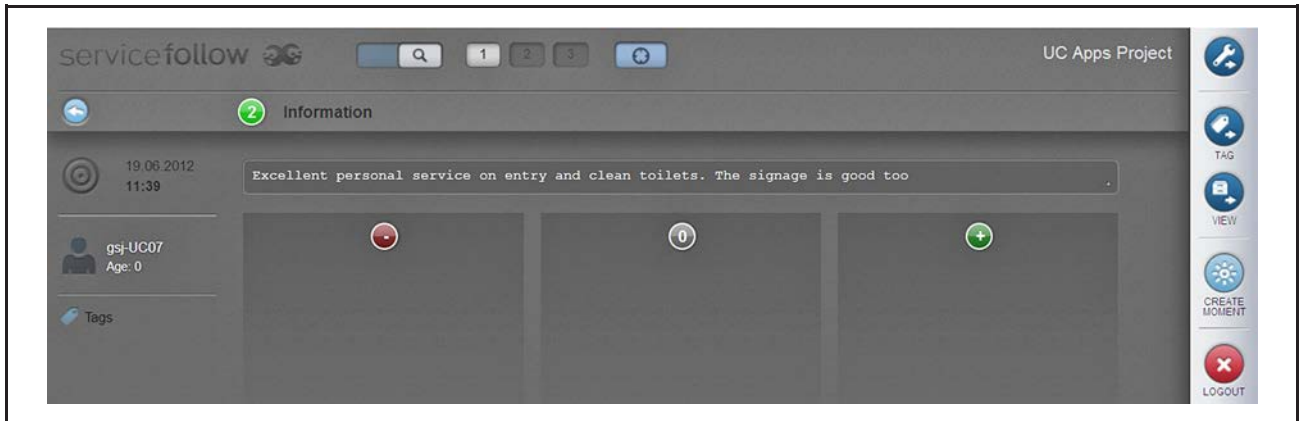 servicefollow
1 2 3
UC Apps Project
2 Information
19.06.2012
11:39
Excellent personal service on entry and clean toilets. The signage is good too .
- 0 +
gsj-UC07
Age: 0
Tags
TAG
VIEW
CREATE
MOMENT
LOGOUT